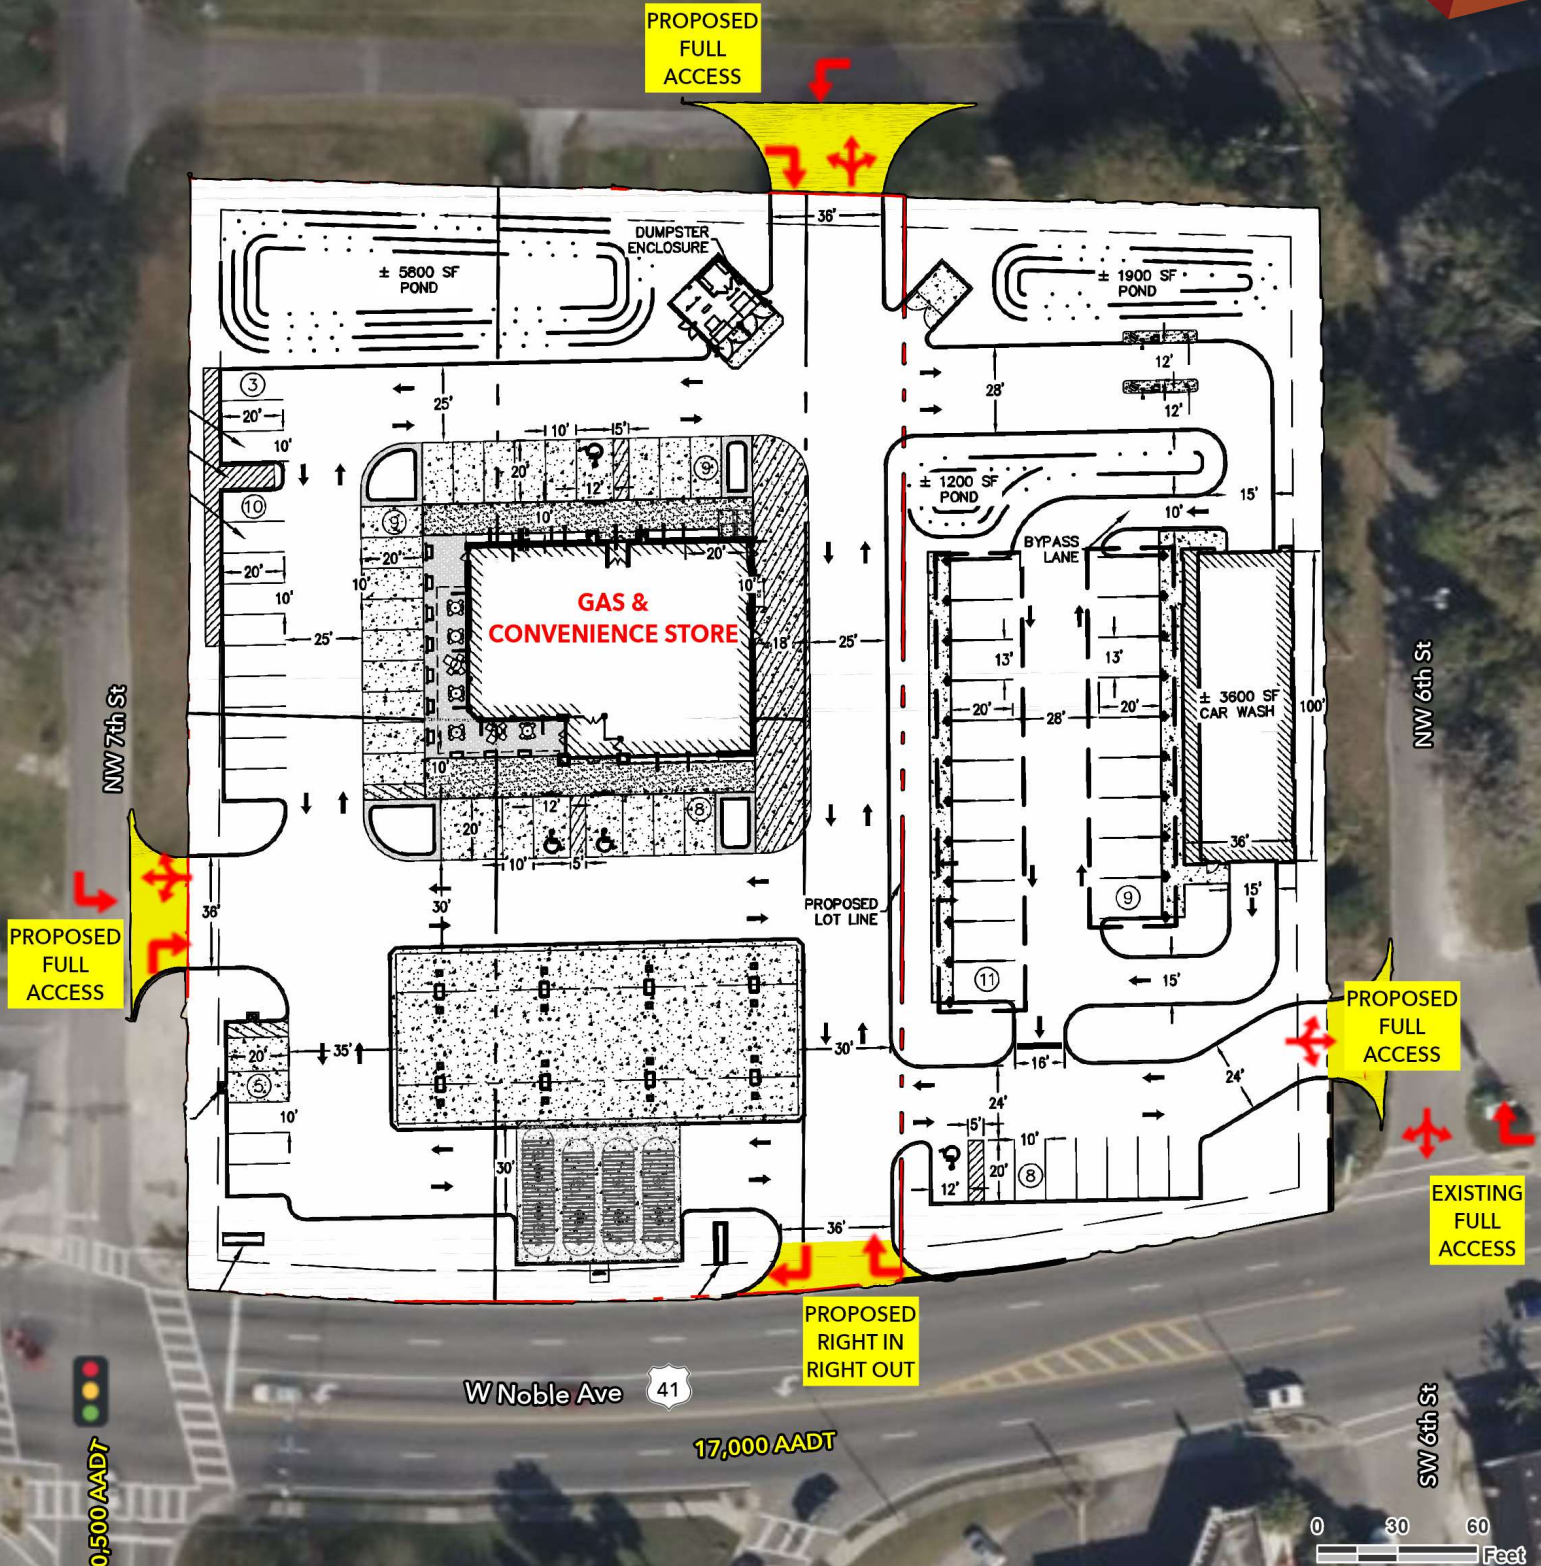 PROPOSED
FULL
ACCESS
36'
DUMPSTER
ENCLOSURE
± 5800 SF
POND
± 1900 SF
POND
3
20'
10'
25'
10'
5'
20'
12'
9
28'
12'
12'
± 1200 SF
POND
15'
10'
BYPASS
LANE
10
20'
10'
9
20'
10'
10'
20'
10'
GAS &
CONVENIENCE STORE
25'
18'
25'
13'
13'
20'
28'
20'
± 3600 SF
CAR WASH
100'
NW 7th St
NW 6th St
10'
12'
20'
8
10'
5'
36'
15'
9
36'
30'
PROPOSED
LOT LINE
PROPOSED
FULL
ACCESS
11
15'
PROPOSED
FULL
ACCESS
20'
5
35'
10'
30'
16'
24'
24'
5'
10'
20'
12'
8
30'
36'
EXISTING
FULL
ACCESS
PROPOSED
RIGHT IN
RIGHT OUT
W Noble Ave
41
17,000 AADT
0,500 AADT
SW 6th St
0 30 60
Feet